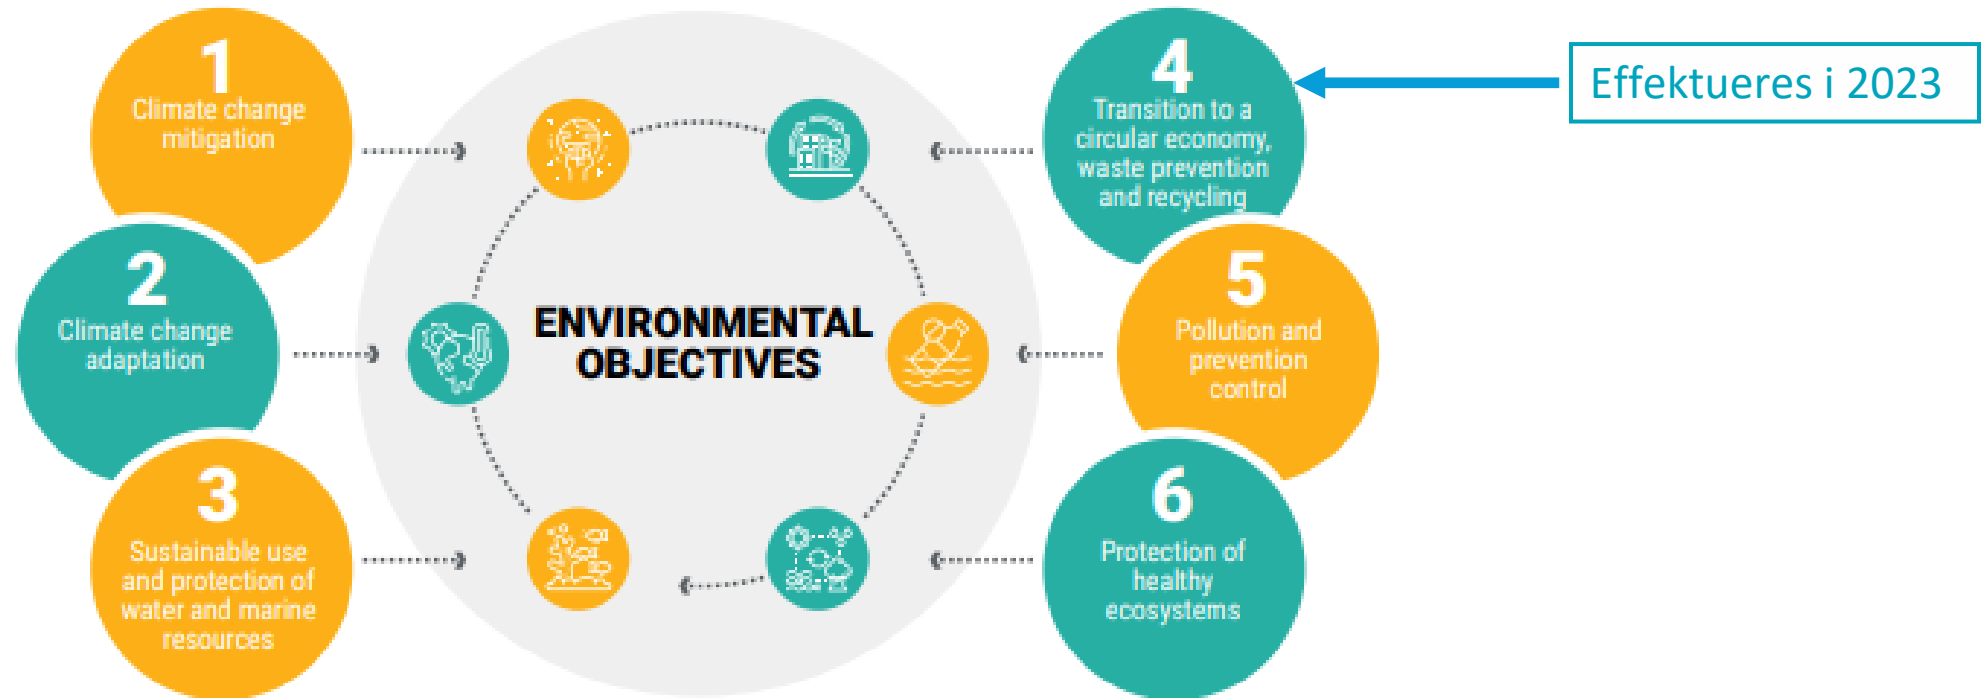 1
Climate change
mitigation
2
Climate change
adaptation
3
Sustainable use
and protection of
water and marine
resources
ENVIRONMENTAL
OBJECTIVES
4
Transition to a
circular economy,
waste prevention
and recycling
5
Pollution and
prevention
control
6
Protection of
healthy
ecosystems
Effektueres i 2023